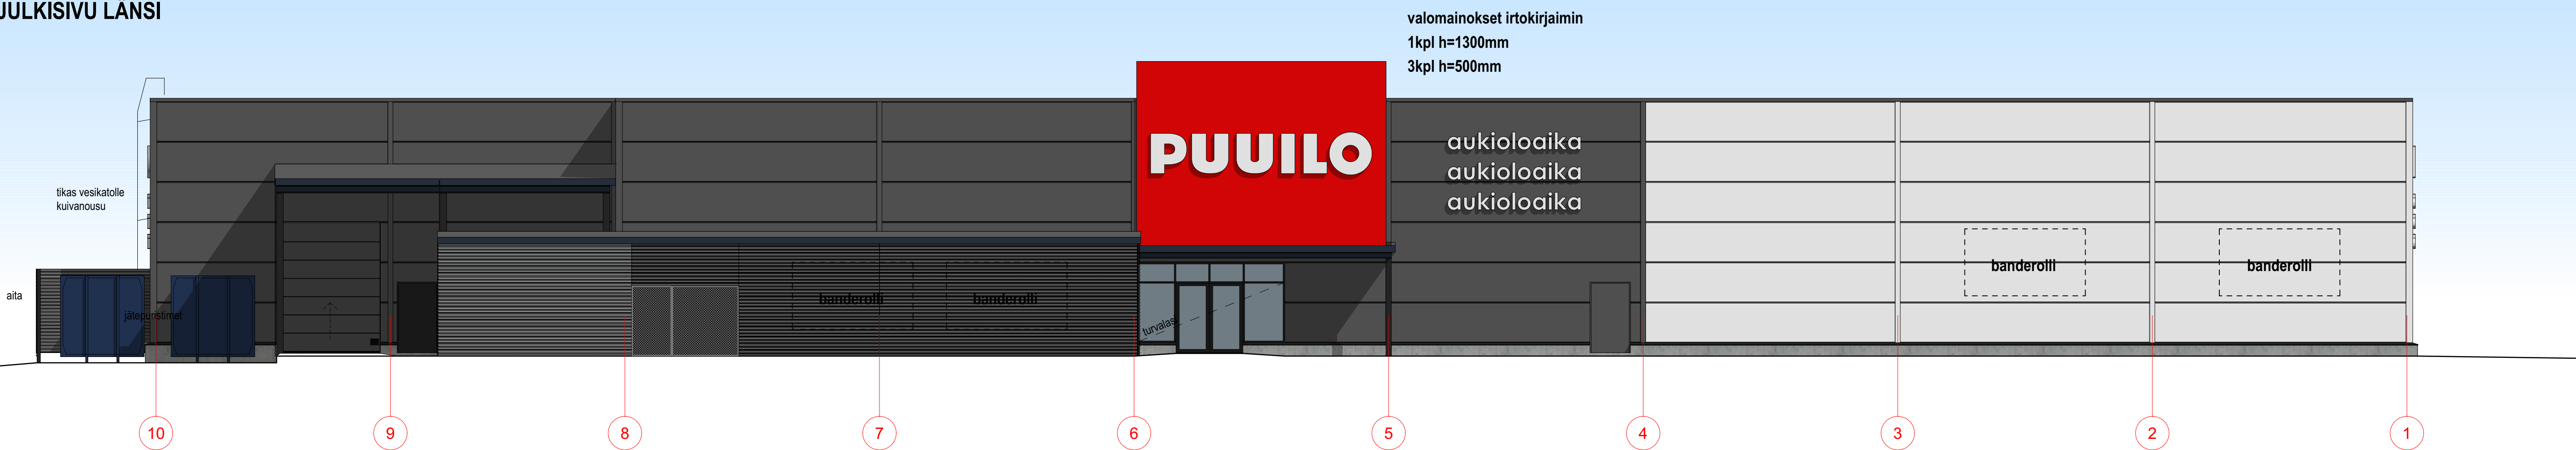 JULKISIVU LÄNSI
valomainokset irtokirjaimin
1kpl h=1300mm
3kpl h=500mm
PUUILO
aukioloaika
aukioloaika
aukioloaika
tikas vesikatolle
kuivanousu
aita
jätepuristimet
banderolli
banderolli
banderolli
banderolli
turvalasi
10
9
8
7
6
5
4
3
2
1